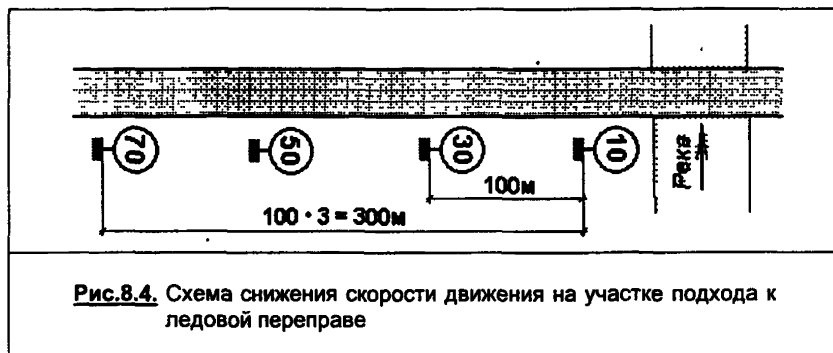 70 50 30 10
Река
100м
100 · 3 = 300м
Рис.8.4. Схема снижения скорости движения на участке подхода к
ледовой переправе